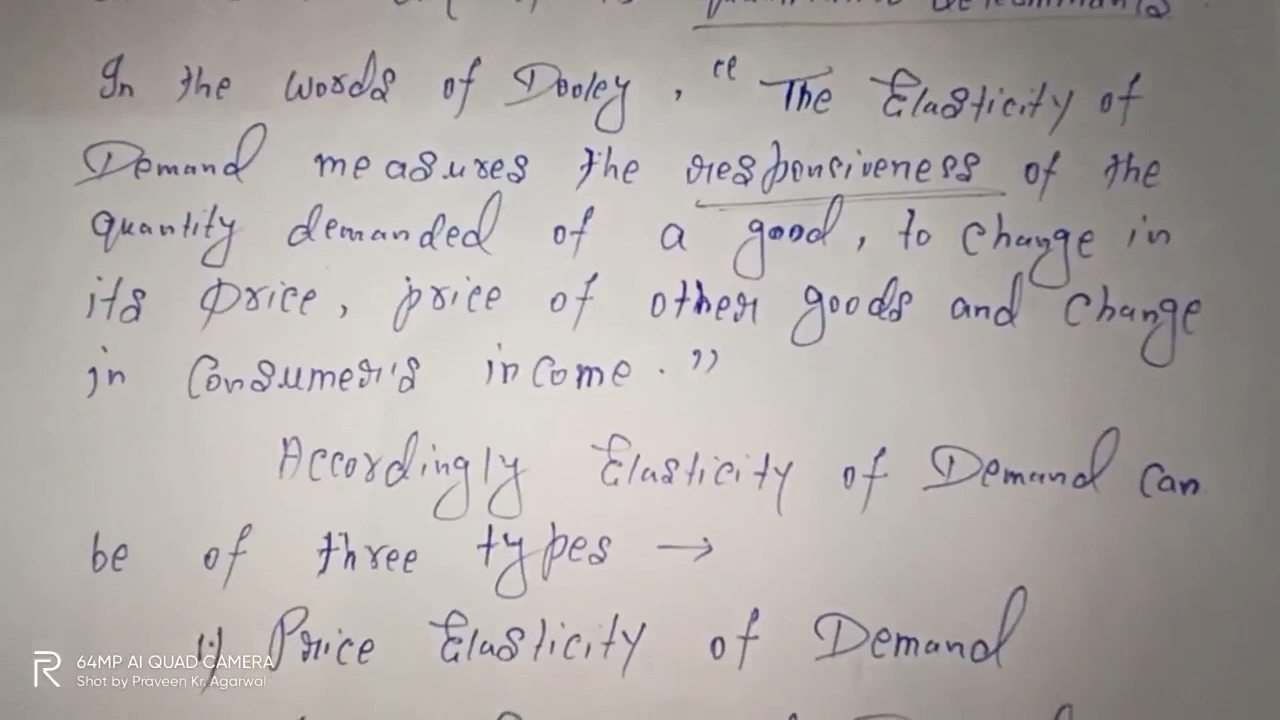 In the words of Dooley, "The Elasticity of
Demand measures the responsiveness of the
quantity demanded of a good, to change in
its price, price of other goods and change
in Consumer's income."
Accordingly Elasticity of Demand can
be of three types →
(i) Price Elasticity of Demand
64MP AI QUAD CAMERA
Shot by Praveen Kr. Agarwal